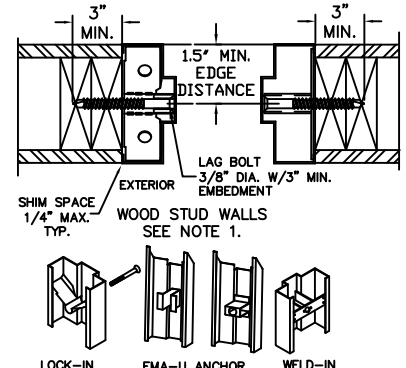 3" 3"
MIN. MIN.
1.5" MIN.
EDGE
DISTANCE
LAG BOLT
3/8" DIA. W/3" MIN.
EMBEDMENT
EXTERIOR
SHIM SPACE
1/4" MAX.
TYP.
WOOD STUD WALLS
SEE NOTE 1.
LOCK-IN EMA-U ANCHOR WELD-IN